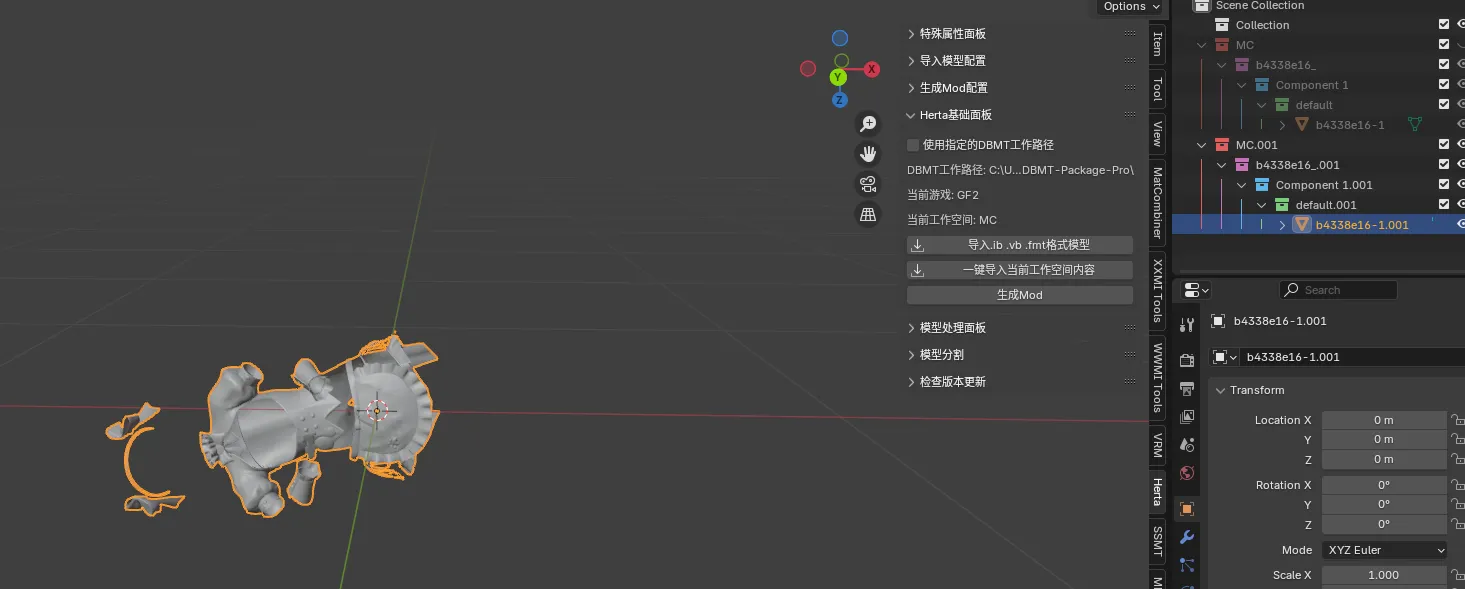 Options
特殊属性面板
导入模型配置
生成Mod配置
Herta基础面板
使用指定的DBMT工作路径
DBMT工作路径: C:\U...DBMT-Package-Pro\
当前游戏: GF2
当前工作空间: MC
导入.ib .vb .fmt格式模型
一键导入当前工作空间内容
生成Mod
模型处理面板
模型分割
检查版本更新
X
Y
Z
Item
Tool
View
MatCombiner
XXMI Tools
WWMI Tools
VRM
Herta
SSMT
Scene Collection
Collection
MC
b4338e16_
Component 1
default
b4338e16-1
MC.001
b4338e16_.001
Component 1.001
default.001
b4338e16-1.001
Search
b4338e16-1.001
b4338e16-1.001
Transform
Location X 0 m
Y 0 m
Z 0 m
Rotation X 0°
Y 0°
Z 0°
Mode XYZ Euler
Scale X 1.000